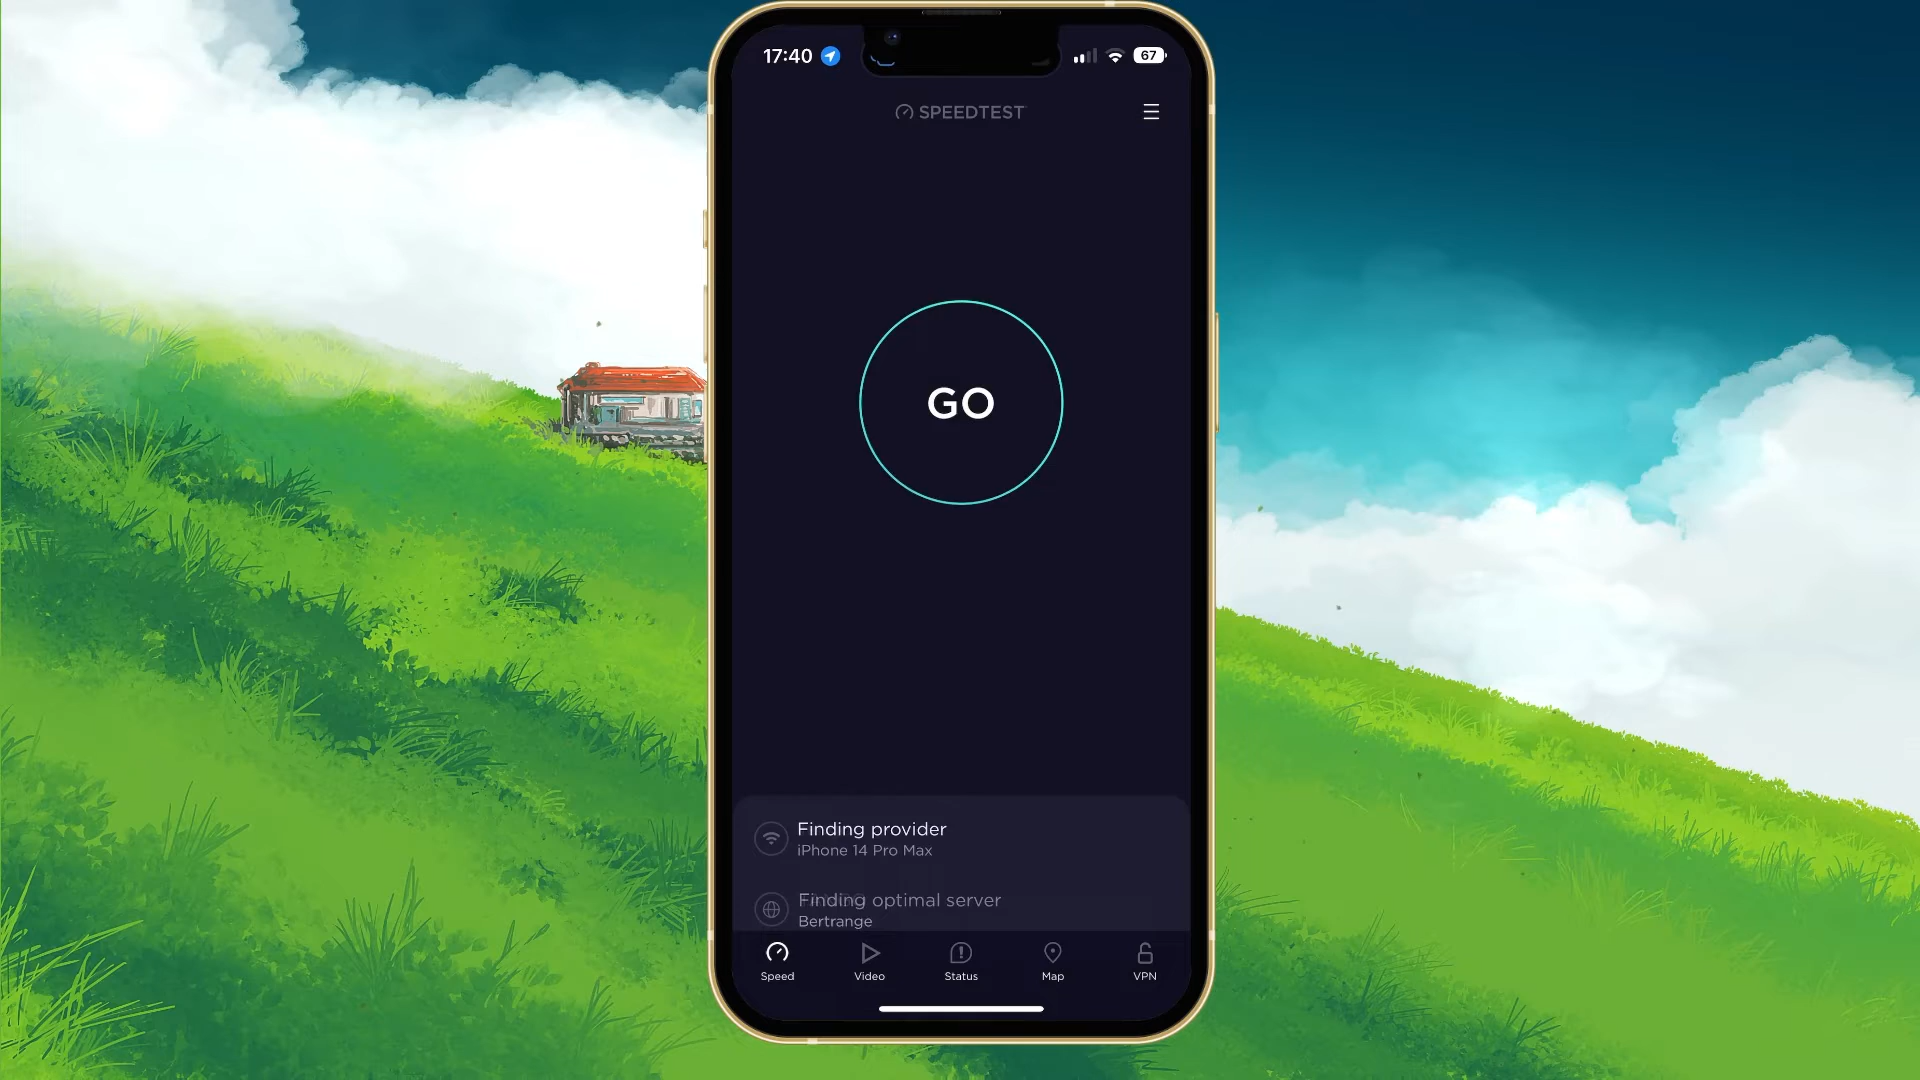 17:40
67
SPEEDTEST
GO
Finding provider
iPhone 14 Pro Max
Finding optimal server
Bertrange
Speed
Video
Status
Map
VPN